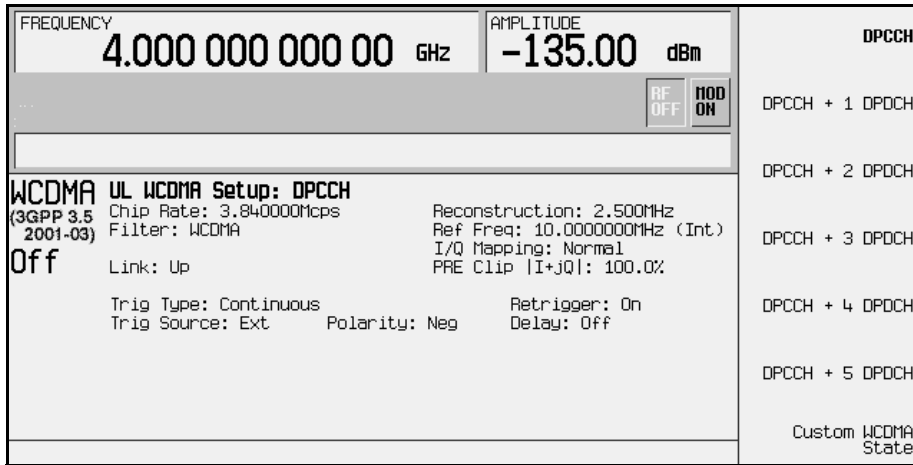 FREQUENCY
4.000 000 000 00 GHz
AMPLITUDE
-135.00 dBm
RF OFF
MOD ON
WCDMA
(3GPP 3.5
2001-03)
Off
UL WCDMA Setup: DPCCH
Chip Rate: 3.840000Mcps
Reconstruction: 2.500MHz
Filter: WCDMA
Ref Freq: 10.0000000MHz (Int)
I/Q Mapping: Normal
Link: Up
PRE Clip |I+jQ|: 100.0%
Trig Type: Continuous
Retrigger: On
Trig Source: Ext
Polarity: Neg
Delay: Off
DPCCH
DPCCH + 1 DPDCH
DPCCH + 2 DPDCH
DPCCH + 3 DPDCH
DPCCH + 4 DPDCH
DPCCH + 5 DPDCH
Custom WCDMA
State